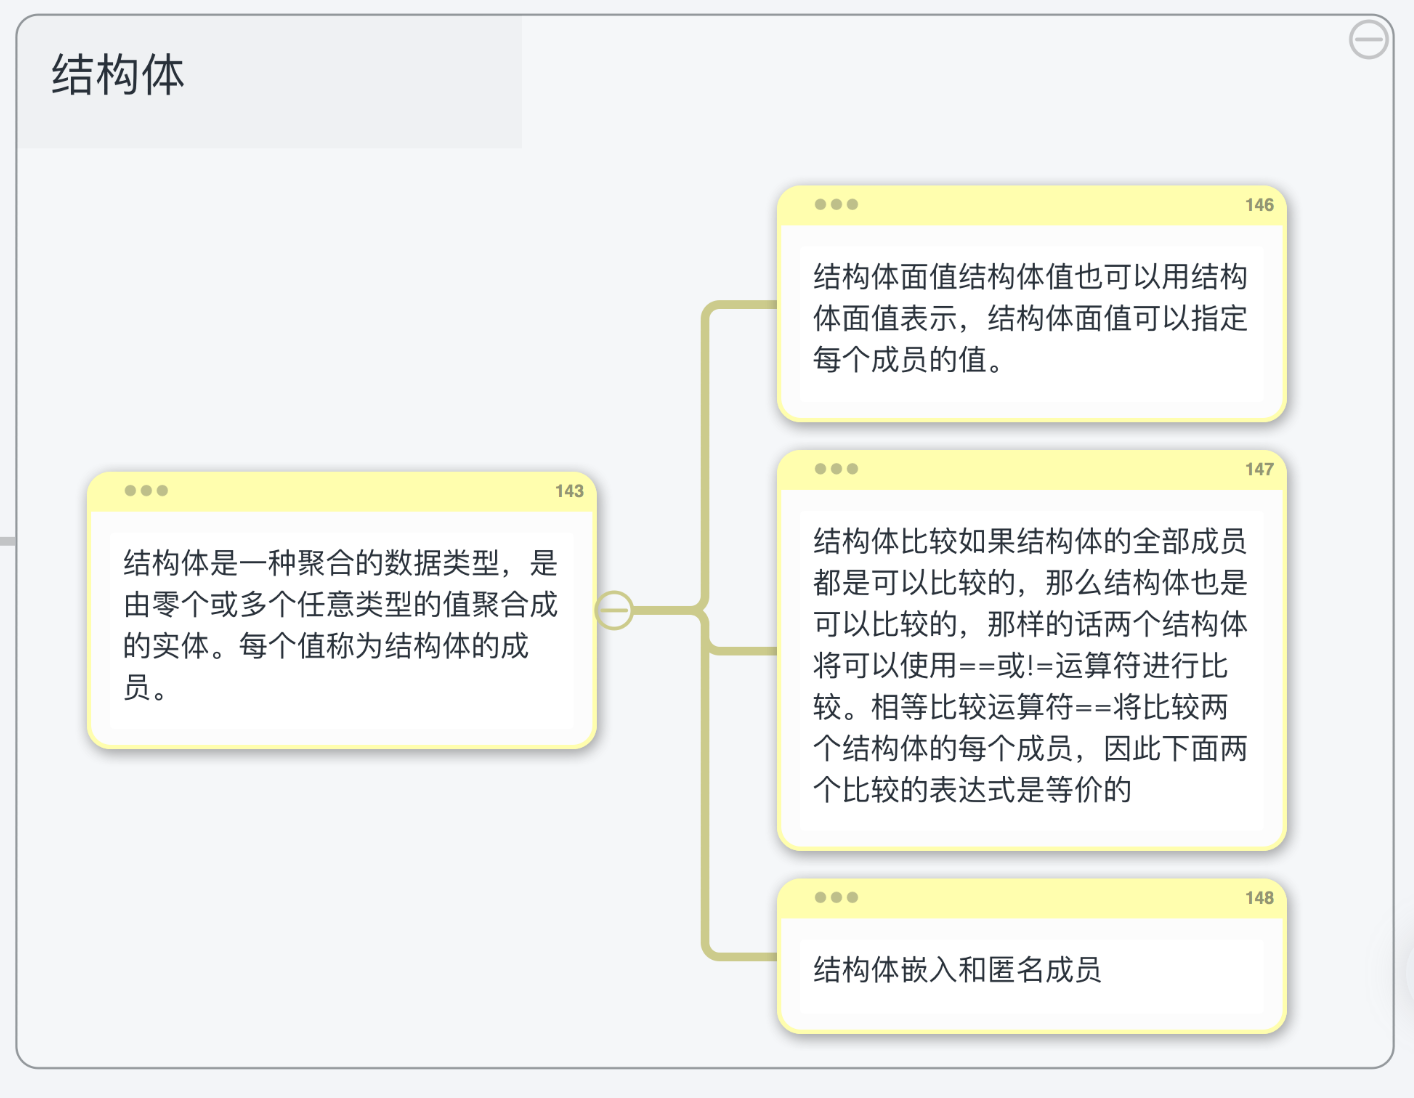 结构体
143
结构体是一种聚合的数据类型，是
由零个或多个任意类型的值聚合成
的实体。每个值称为结构体的成
员。
146
结构体面值结构体值也可以用结构
体面值表示，结构体面值可以指定
每个成员的值。
147
结构体比较如果结构体的全部成员
都是可以比较的，那么结构体也是
可以比较的，那样的话两个结构体
将可以使用==或!=运算符进行比
较。相等比较运算符==将比较两
个结构体的每个成员，因此下面两
个比较的表达式是等价的
148
结构体嵌入和匿名成员